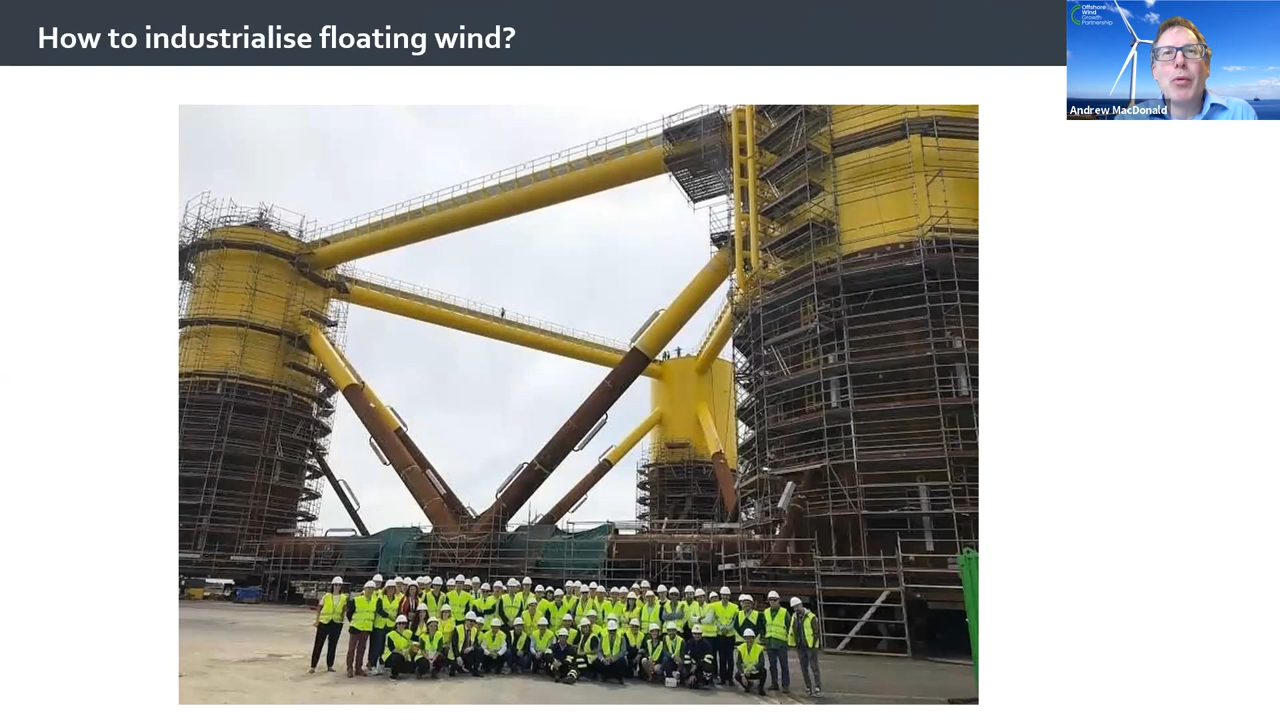 How to industrialise floating wind?
Offshore
Wind
Growth
Partnership
Andrew MacDonald